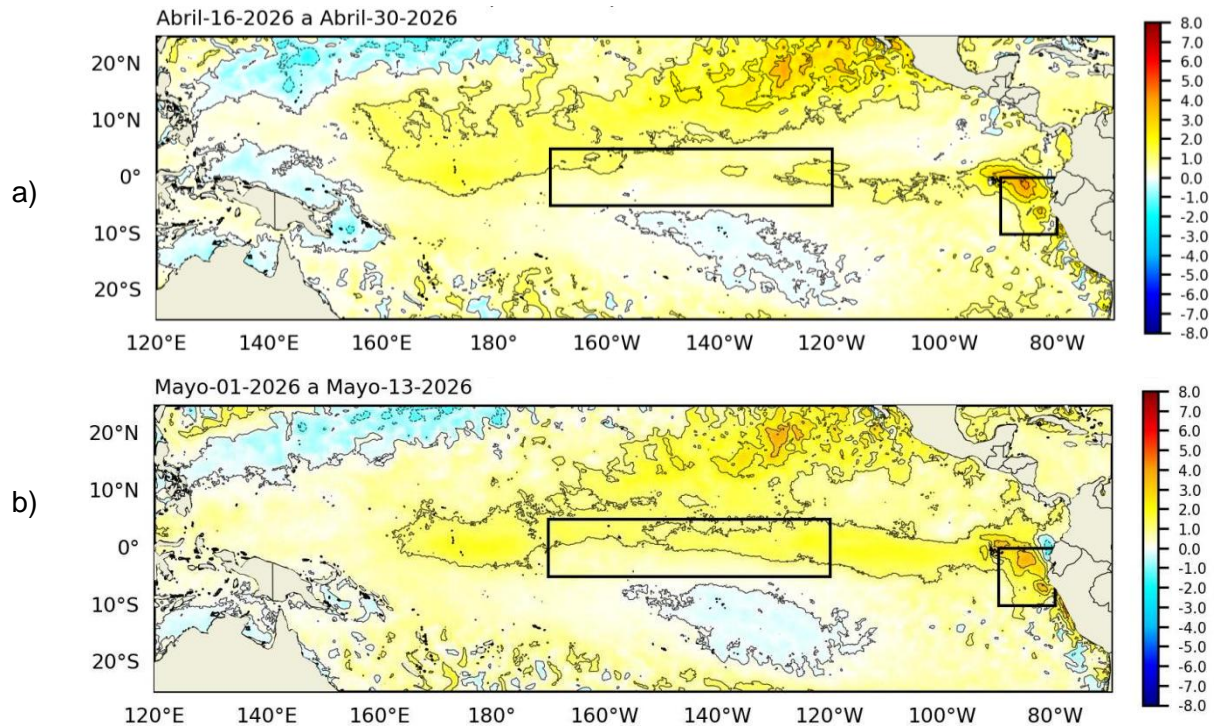 Abril-16-2026 a Abril-30-2026
a)
20°N
10°N
0°
10°S
20°S
120°E 140°E 160°E 180° 160°W 140°W 120°W 100°W 80°W
8.0
7.0
6.0
5.0
4.0
3.0
2.0
1.0
0.0
-1.0
-2.0
-3.0
-4.0
-5.0
-6.0
-7.0
-8.0
Mayo-01-2026 a Mayo-13-2026
b)
20°N
10°N
0°
10°S
20°S
120°E 140°E 160°E 180° 160°W 140°W 120°W 100°W 80°W
8.0
7.0
6.0
5.0
4.0
3.0
2.0
1.0
0.0
-1.0
-2.0
-3.0
-4.0
-5.0
-6.0
-7.0
-8.0